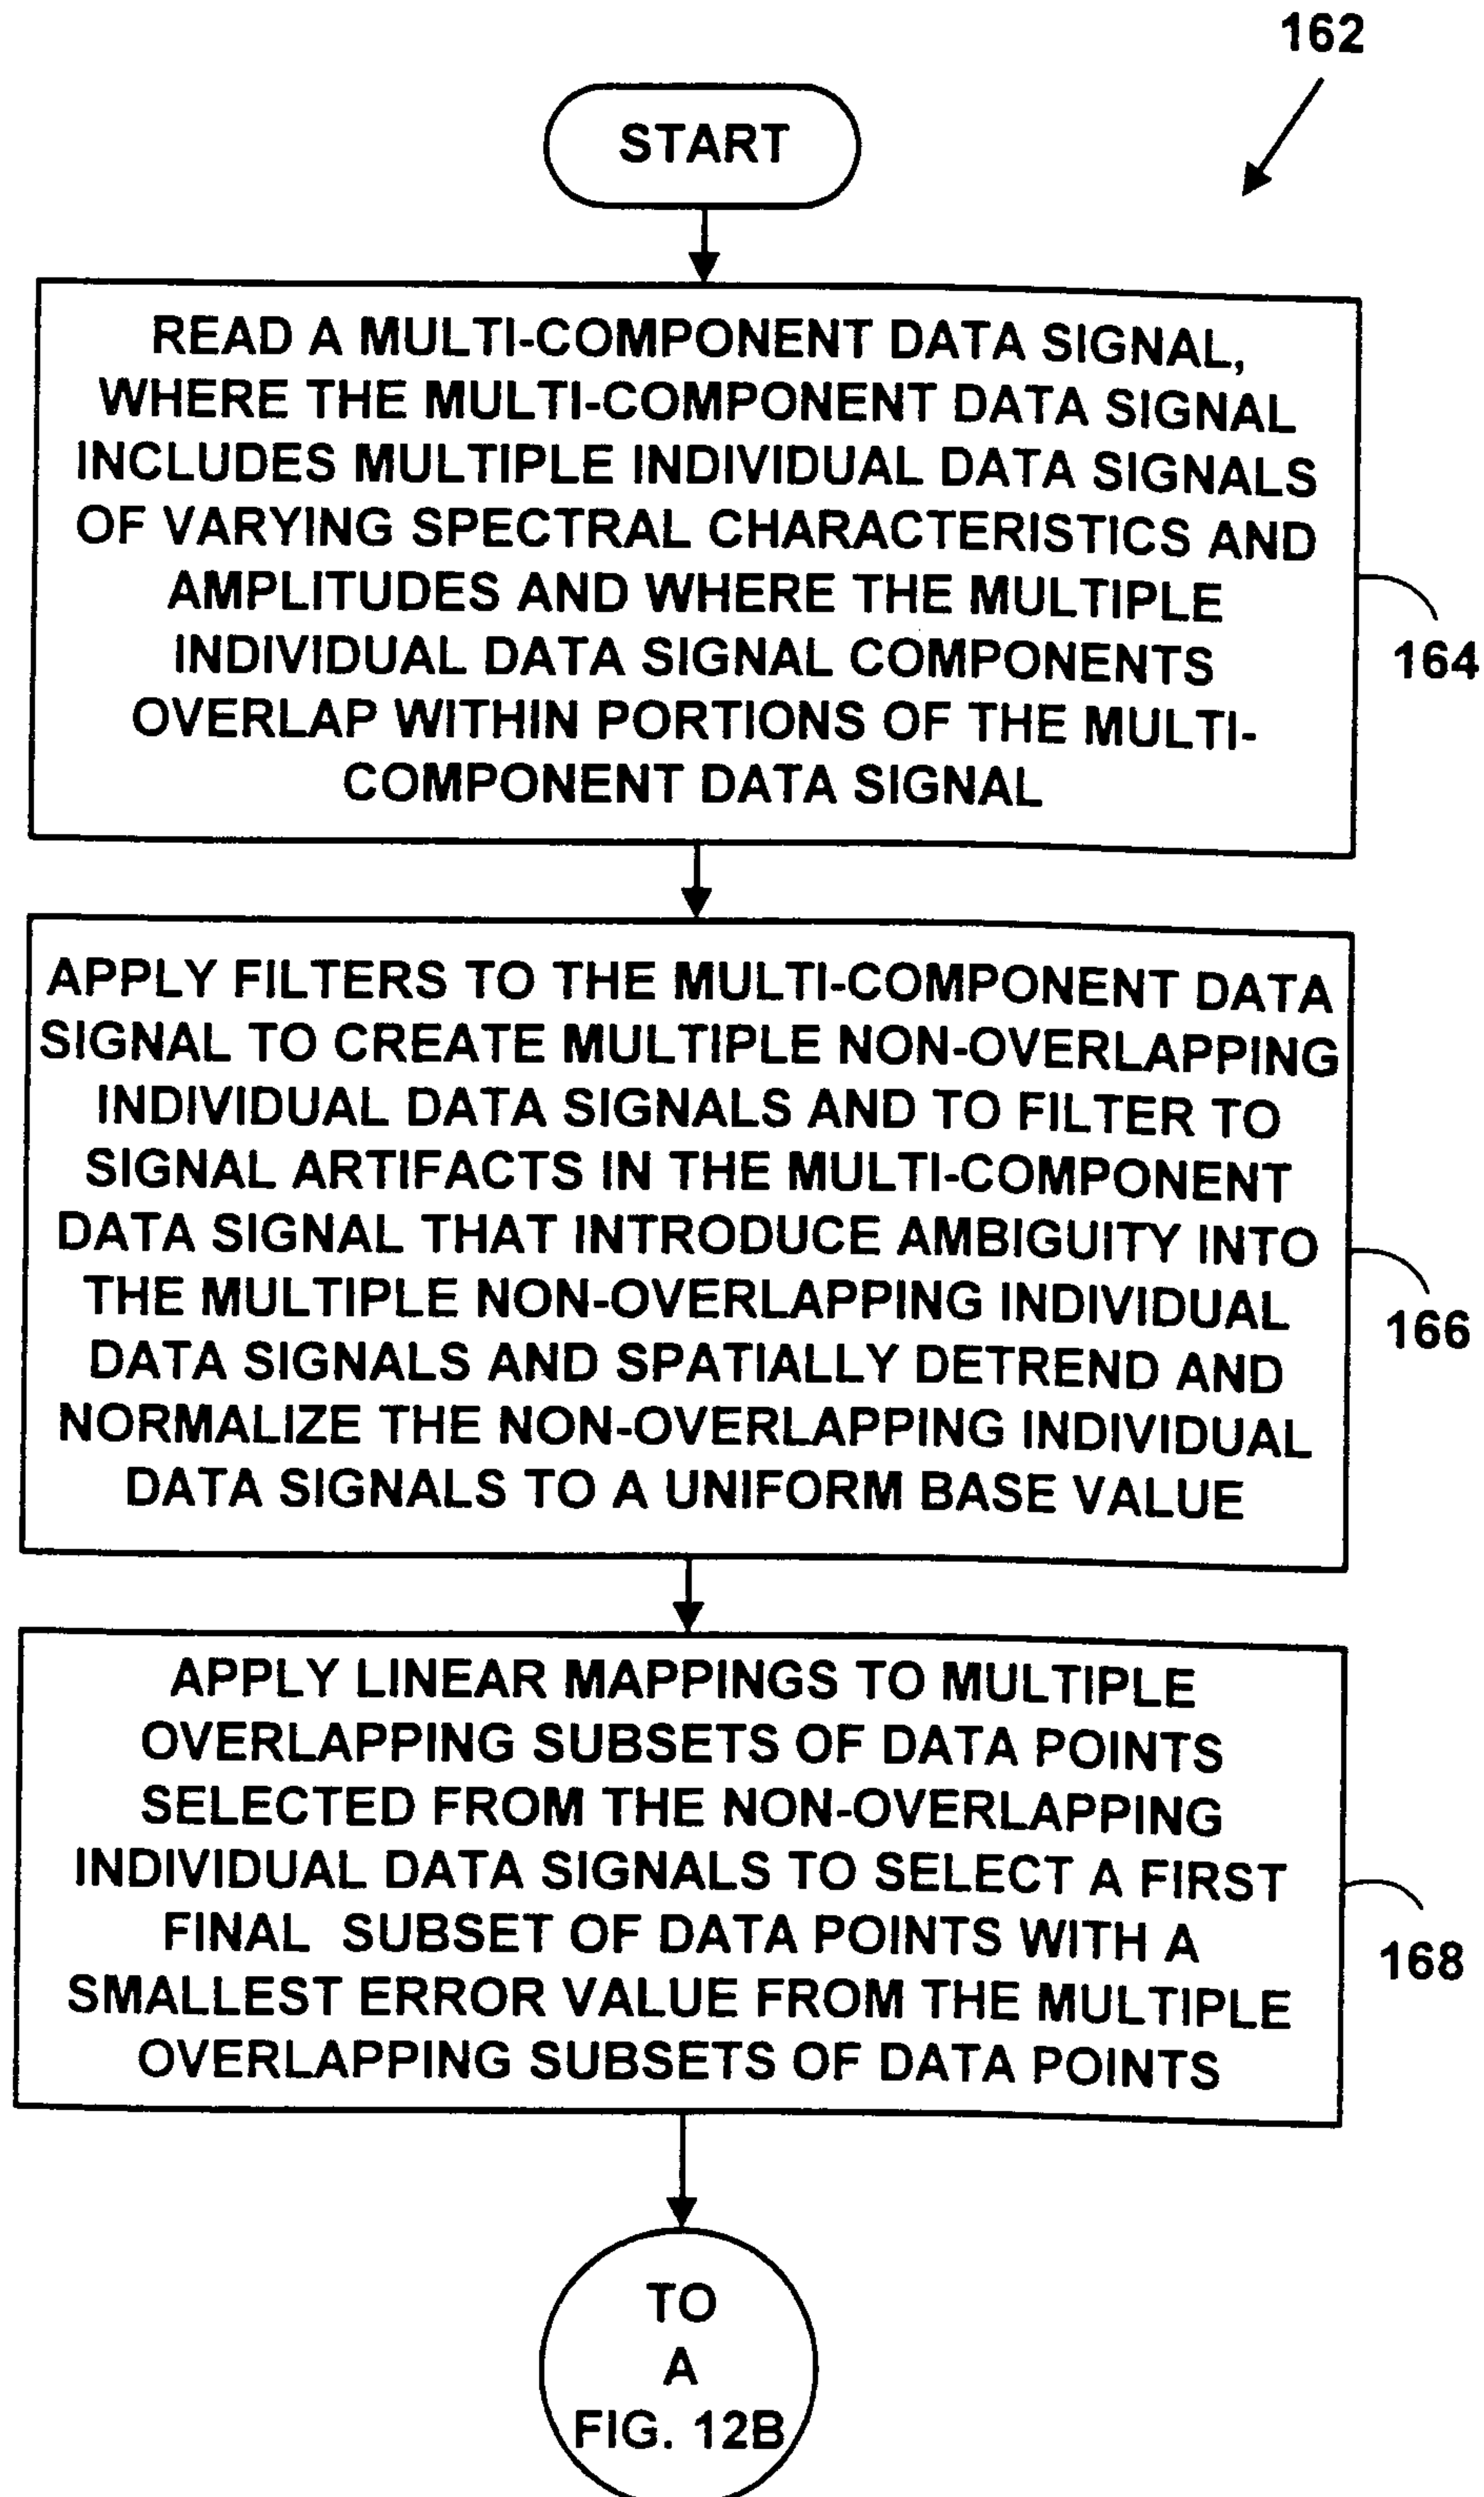 162
START
READ A MULTI-COMPONENT DATA SIGNAL,
WHERE THE MULTI-COMPONENT DATA SIGNAL
INCLUDES MULTIPLE INDIVIDUAL DATA SIGNALS
OF VARYING SPECTRAL CHARACTERISTICS AND
AMPLITUDES AND WHERE THE MULTIPLE
INDIVIDUAL DATA SIGNAL COMPONENTS
OVERLAP WITHIN PORTIONS OF THE MULTI-
COMPONENT DATA SIGNAL
164
APPLY FILTERS TO THE MULTI-COMPONENT DATA
SIGNAL TO CREATE MULTIPLE NON-OVERLAPPING
INDIVIDUAL DATA SIGNALS AND TO FILTER TO
SIGNAL ARTIFACTS IN THE MULTI-COMPONENT
DATA SIGNAL THAT INTRODUCE AMBIGUITY INTO
THE MULTIPLE NON-OVERLAPPING INDIVIDUAL
DATA SIGNALS AND SPATIALLY DETREND AND
NORMALIZE THE NON-OVERLAPPING INDIVIDUAL
DATA SIGNALS TO A UNIFORM BASE VALUE
166
APPLY LINEAR MAPPINGS TO MULTIPLE
OVERLAPPING SUBSETS OF DATA POINTS
SELECTED FROM THE NON-OVERLAPPING
INDIVIDUAL DATA SIGNALS TO SELECT A FIRST
FINAL SUBSET OF DATA POINTS WITH A
SMALLEST ERROR VALUE FROM THE MULTIPLE
OVERLAPPING SUBSETS OF DATA POINTS
168
TO
A
FIG. 12B